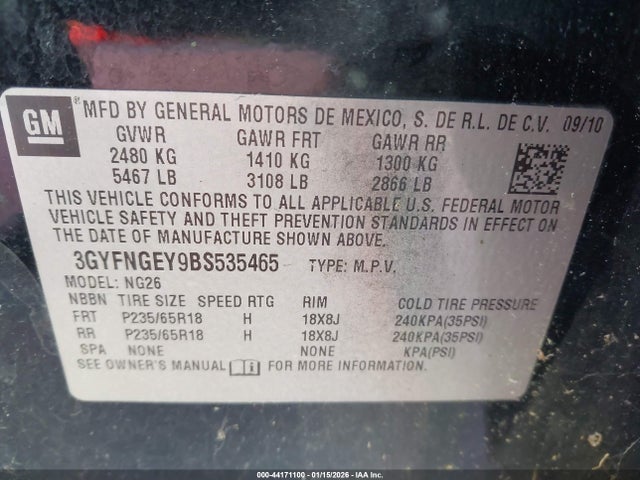 GM ® MFD BY GENERAL MOTORS DE MEXICO, S. DE R.L. DE C.V. 09/10
GVWR GAWR FRT GAWR RR
2480 KG 1410 KG 1300 KG
5467 LB 3108 LB 2866 LB
THIS VEHICLE CONFORMS TO ALL APPLICABLE U.S. FEDERAL MOTOR
VEHICLE SAFETY AND THEFT PREVENTION STANDARDS IN EFFECT ON
THE DATE OF MANUFACTURE SHOWN ABOVE.
3GYFNGEY9BS535465 TYPE: M.P.V.
MODEL: NG26
NBBN TIRE SIZE SPEED RTG RIM COLD TIRE PRESSURE
FRT P235/65R18 H 18X8J 240KPA(35PSI)
RR P235/65R18 H 18X8J 240KPA(35PSI)
SPA NONE NONE KPA(PSI)
SEE OWNER'S MANUAL FOR MORE INFORMATION.
000-44171100 - 01/15/2026 - IAA Inc.